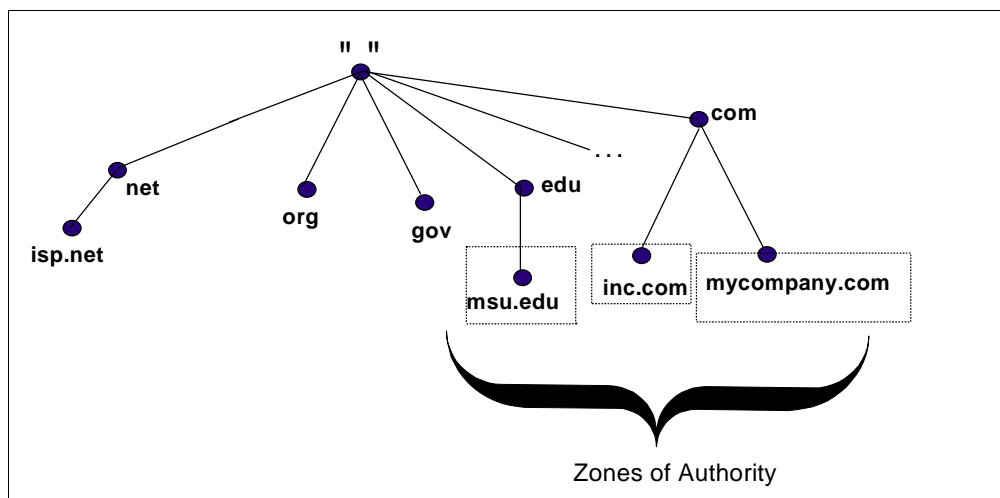 " "
com
. . .
net
edu
org
gov
isp.net
inc.com
mycompany.com
msu.edu
Zones of Authority